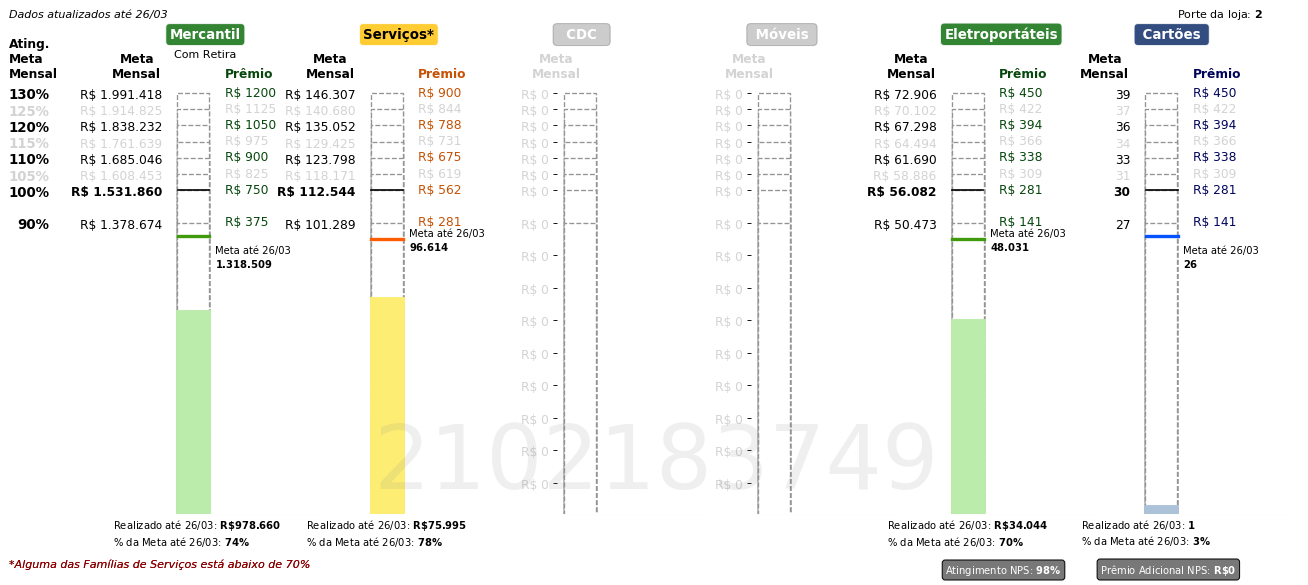 Dados atualizados até 26/03 Porte da loja: 2
Mercantil Serviços* CDC Móveis Eletroportáteis Cartões
Com Retira
Ating. Meta Mensal
Meta Mensal Prêmio Meta Mensal Prêmio Meta Mensal Meta Mensal Meta Mensal Prêmio Meta Mensal Prêmio
130% R$ 1.991.418 R$ 1200 R$ 146.307 R$ 900 R$ 0 R$ 0 R$ 72.906 R$ 450 39 R$ 450
125% R$ 1.914.825 R$ 1125 R$ 140.680 R$ 844 R$ 0 R$ 0 R$ 70.102 R$ 422 37 R$ 422
120% R$ 1.838.232 R$ 1050 R$ 135.052 R$ 788 R$ 0 R$ 0 R$ 67.298 R$ 394 36 R$ 394
115% R$ 1.761.639 R$ 975 R$ 129.425 R$ 731 R$ 0 R$ 0 R$ 64.494 R$ 366 34 R$ 366
110% R$ 1.685.046 R$ 900 R$ 123.798 R$ 675 R$ 0 R$ 0 R$ 61.690 R$ 338 33 R$ 338
105% R$ 1.608.453 R$ 825 R$ 118.171 R$ 619 R$ 0 R$ 0 R$ 58.886 R$ 309 31 R$ 309
100% R$ 1.531.860 R$ 750 R$ 112.544 R$ 562 R$ 0 R$ 0 R$ 56.082 R$ 281 30 R$ 281
90% R$ 1.378.674 R$ 375 R$ 101.289 R$ 281 R$ 0 R$ 0 R$ 50.473 R$ 141 27 R$ 141
Meta até 26/03 Meta até 26/03 Meta até 26/03 Meta até 26/03
1.318.509 96.614 48.031 26
R$ 0 R$ 0
R$ 0 R$ 0
R$ 0 R$ 0
R$ 0 R$ 0
R$ 0 R$ 0
R$ 0 R$ 0
R$ 0 R$ 0
R$ 0 R$ 0
2102183749
Realizado até 26/03: R$978.660 Realizado até 26/03: R$75.995 Realizado até 26/03: R$34.044 Realizado até 26/03: 1
% da Meta até 26/03: 74% % da Meta até 26/03: 78% % da Meta até 26/03: 70% % da Meta até 26/03: 3%
*Alguma das Famílias de Serviços está abaixo de 70% Atingimento NPS: 98% Prêmio Adicional NPS: R$0